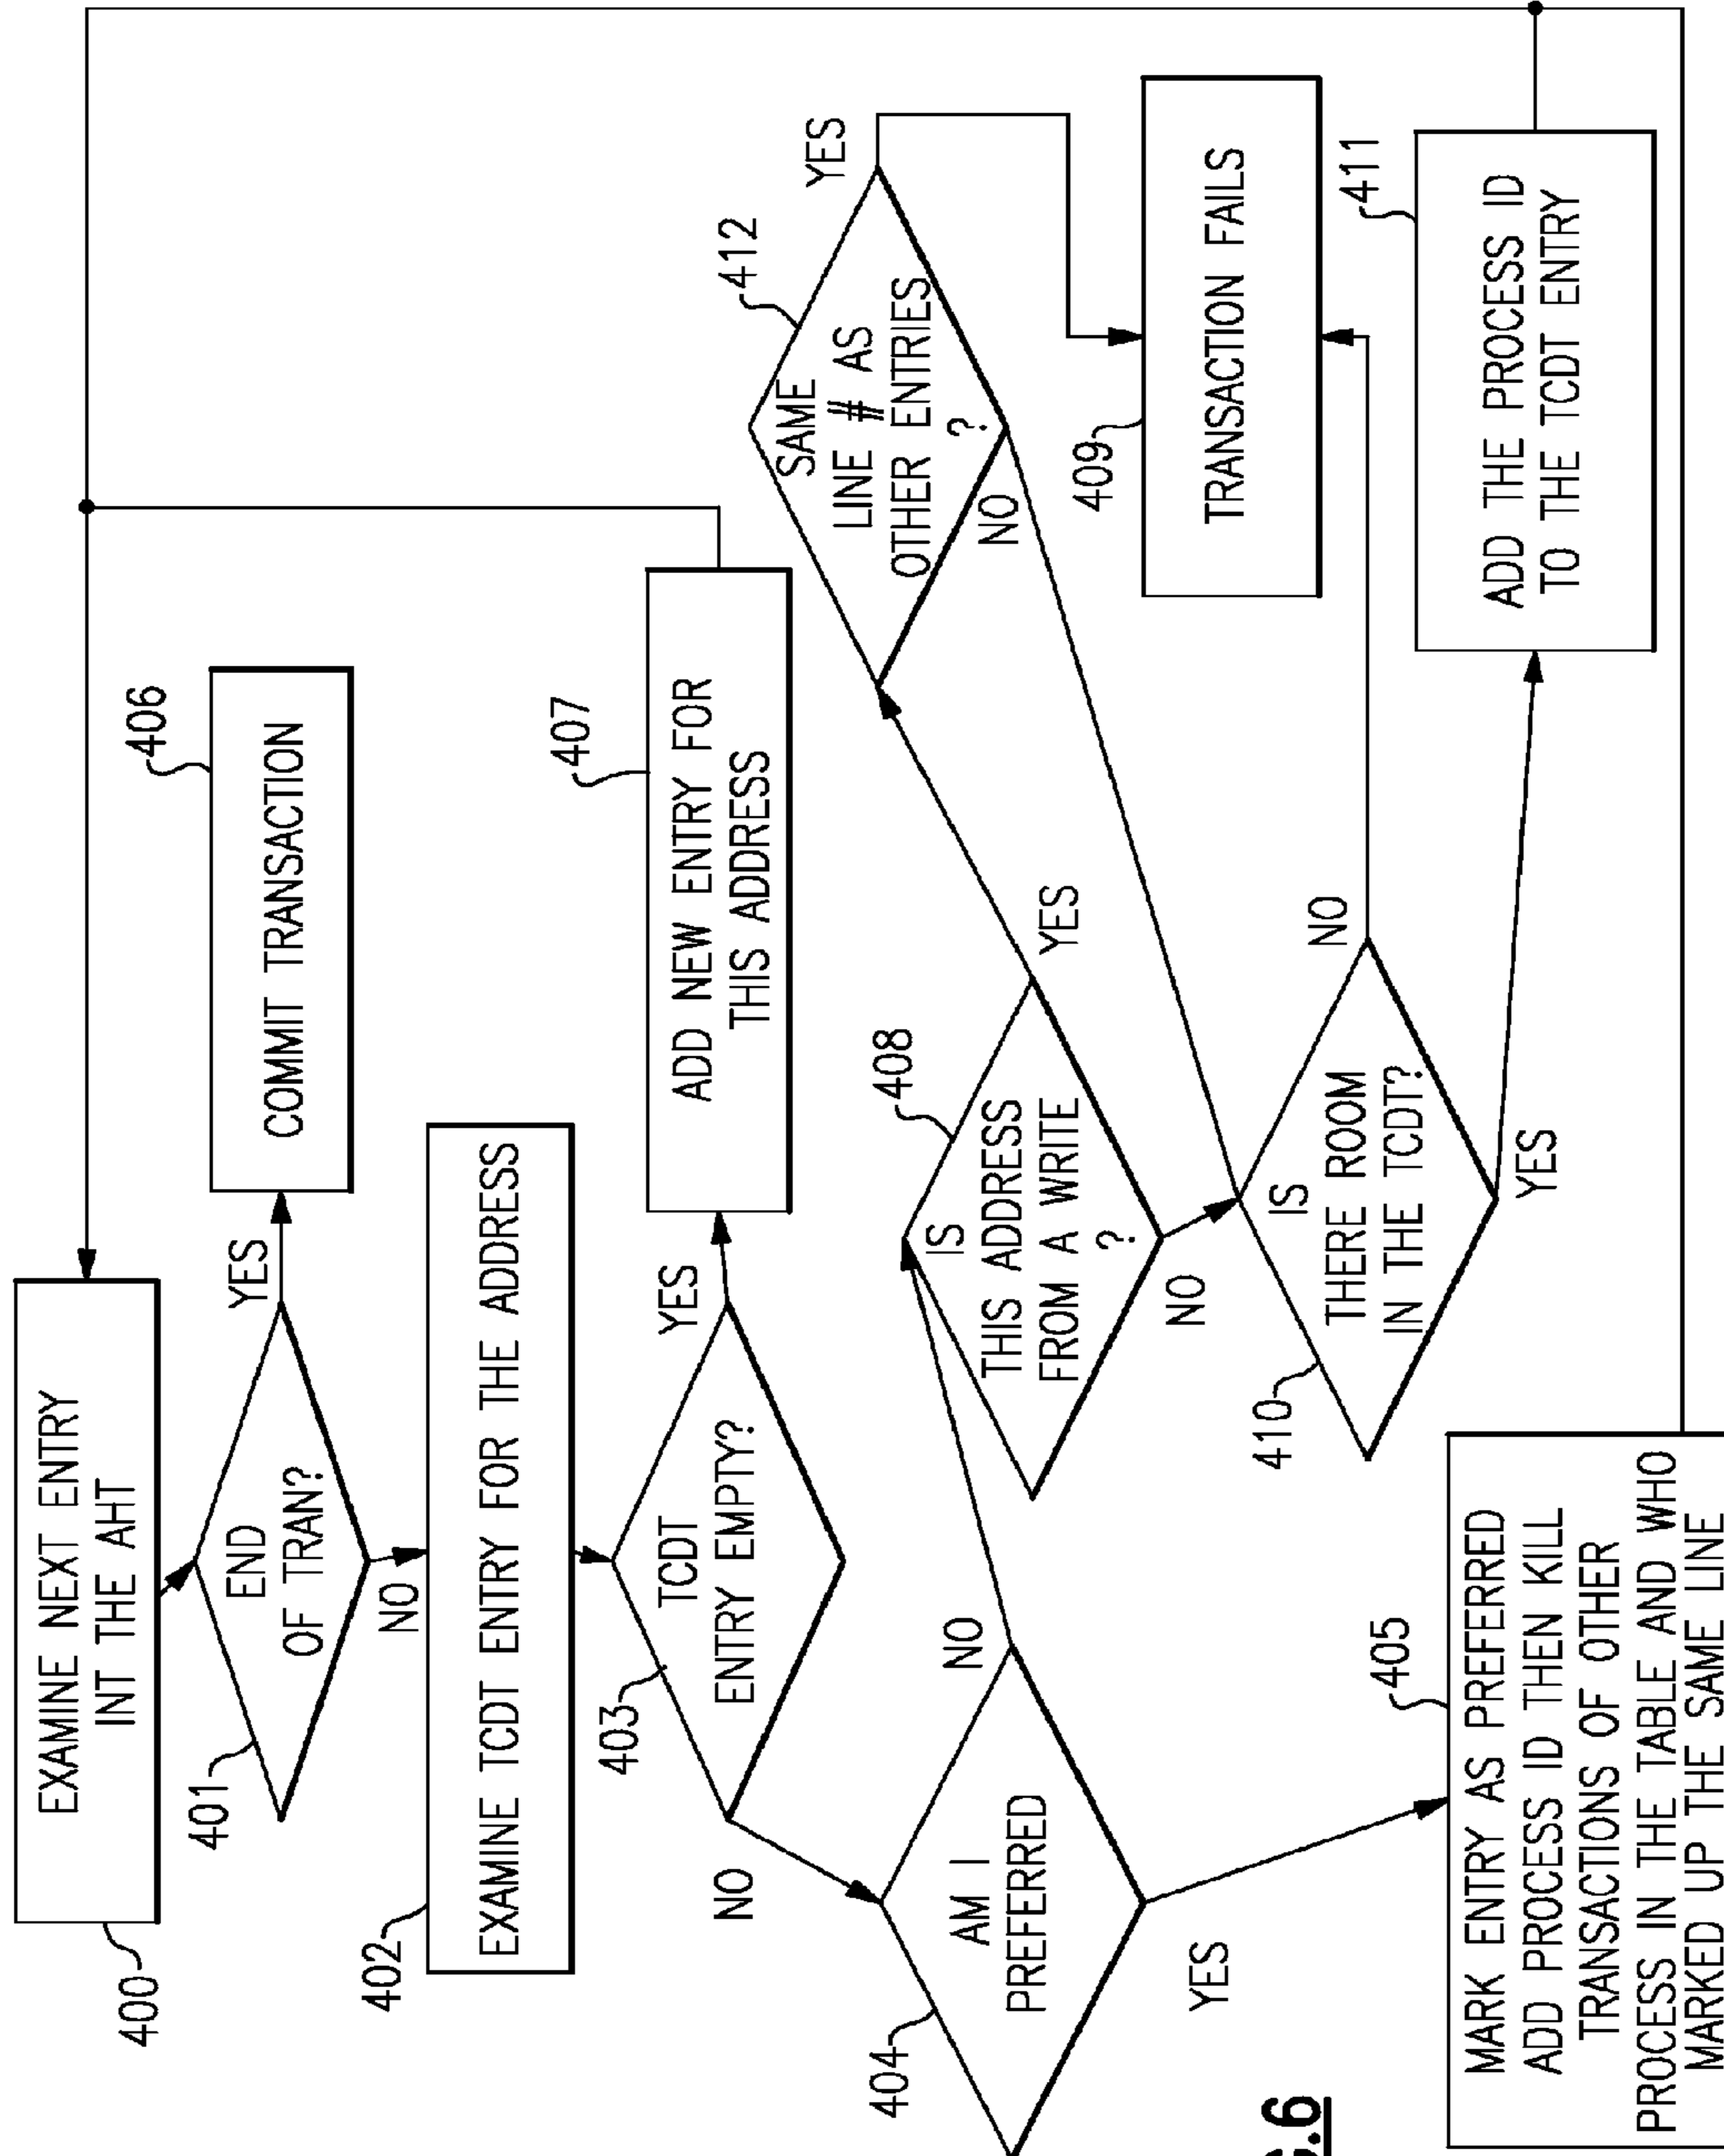 400
EXAMINE NEXT ENTRY
INT THE AHT
401
END
OF TRAN?
YES
NO
406
COMMIT TRANSACTION
402
EXAMINE TCDT ENTRY FOR THE ADDRESS
403
TCDT
ENTRY EMPTY?
YES
NO
407
ADD NEW ENTRY FOR
THIS ADDRESS
404
AM I
PREFERRED
NO
YES
408
IS
THIS ADDRESS
FROM A WRITE
?
YES
NO
412
SAME
LINE # AS
OTHER ENTRIES
?
YES
NO
409
TRANSACTION FAILS
410
IS
THERE ROOM
IN THE TCDT?
NO
YES
411
ADD THE PROCESS ID
TO THE TCDT ENTRY
405
MARK ENTRY AS PREFERRED
ADD PROCESS ID THEN KILL
TRANSACTIONS OF OTHER
PROCESS IN THE TABLE AND WHO
MARKED UP THE SAME LINE
.6